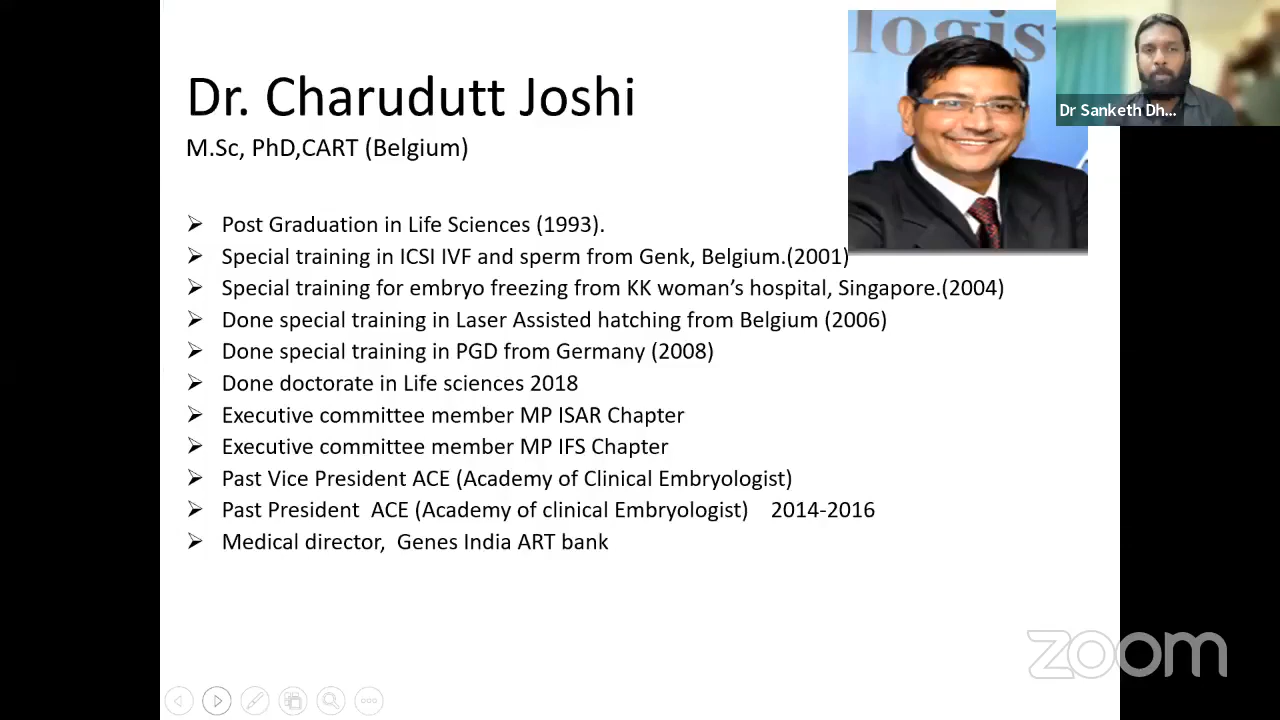 logist
Dr. Charudutt Joshi
Dr Sanketh Dh...
M.Sc, PhD,CART (Belgium)
➢ Post Graduation in Life Sciences (1993).
➢ Special training in ICSI IVF and sperm from Genk, Belgium.(2001)
➢ Special training for embryo freezing from KK woman’s hospital, Singapore.(2004)
➢ Done special training in Laser Assisted hatching from Belgium (2006)
➢ Done special training in PGD from Germany (2008)
➢ Done doctorate in Life sciences 2018
➢ Executive committee member MP ISAR Chapter
➢ Executive committee member MP IFS Chapter
➢ Past Vice President ACE (Academy of Clinical Embryologist)
➢ Past President ACE (Academy of clinical Embryologist) 2014-2016
➢ Medical director, Genes India ART bank
zoom